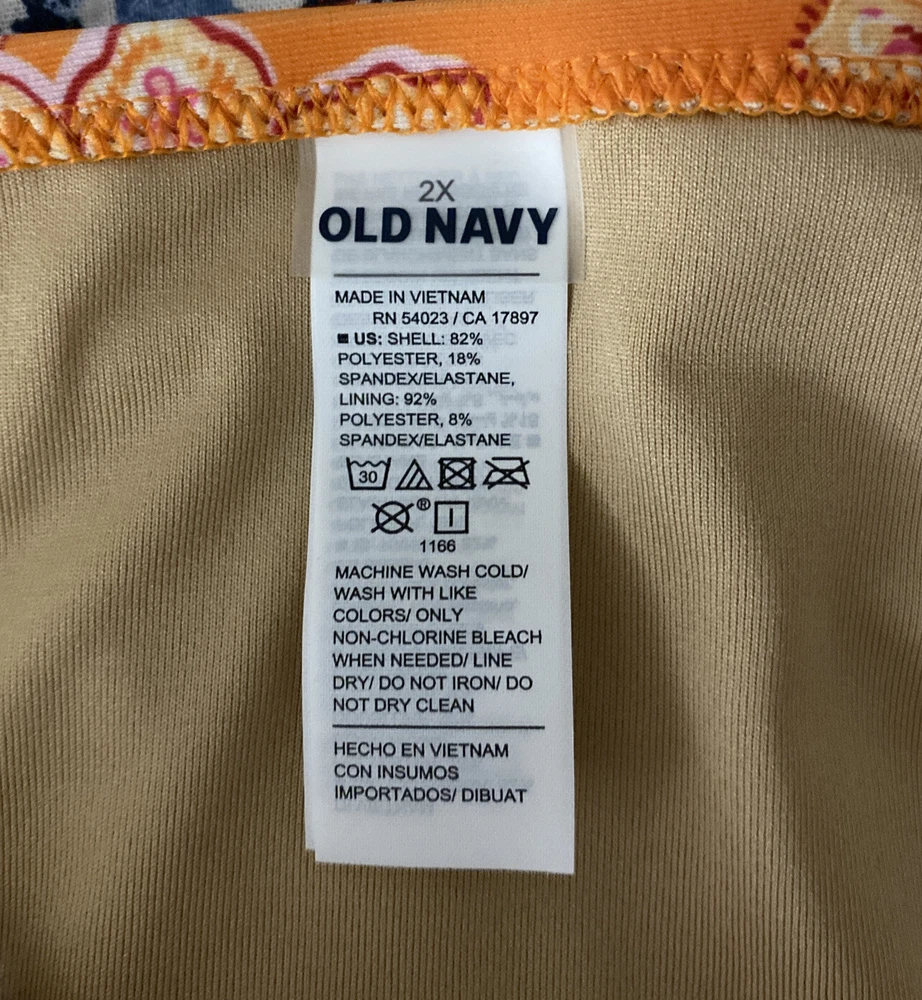 2X
OLD NAVY
MADE IN VIETNAM
RN 54023 / CA 17897
US: SHELL: 82%
POLYESTER, 18%
SPANDEX/ELASTANE,
LINING: 92%
POLYESTER, 8%
SPANDEX/ELASTANE
30
®
1166
MACHINE WASH COLD/
WASH WITH LIKE
COLORS/ ONLY
NON-CHLORINE BLEACH
WHEN NEEDED/ LINE
DRY/ DO NOT IRON/ DO
NOT DRY CLEAN
HECHO EN VIETNAM
CON INSUMOS
IMPORTADOS/ DIBUAT